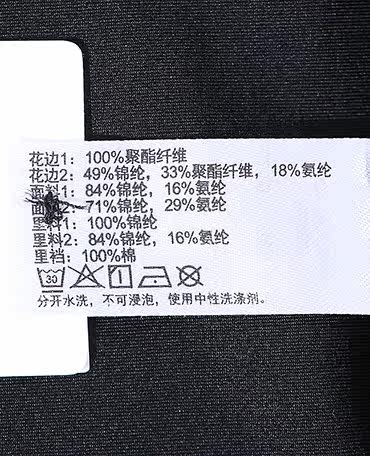 花边1：100%聚酯纤维
花边2：49%锦纶，33%聚酯纤维，18%氨纶
面料1：84%锦纶，16%氨纶
面料2：71%锦纶，29%氨纶
里料1：100%锦纶
里料2：84%锦纶，16%氨纶
里裆：100%棉
30
分开水洗，不可浸泡，使用中性洗涤剂。